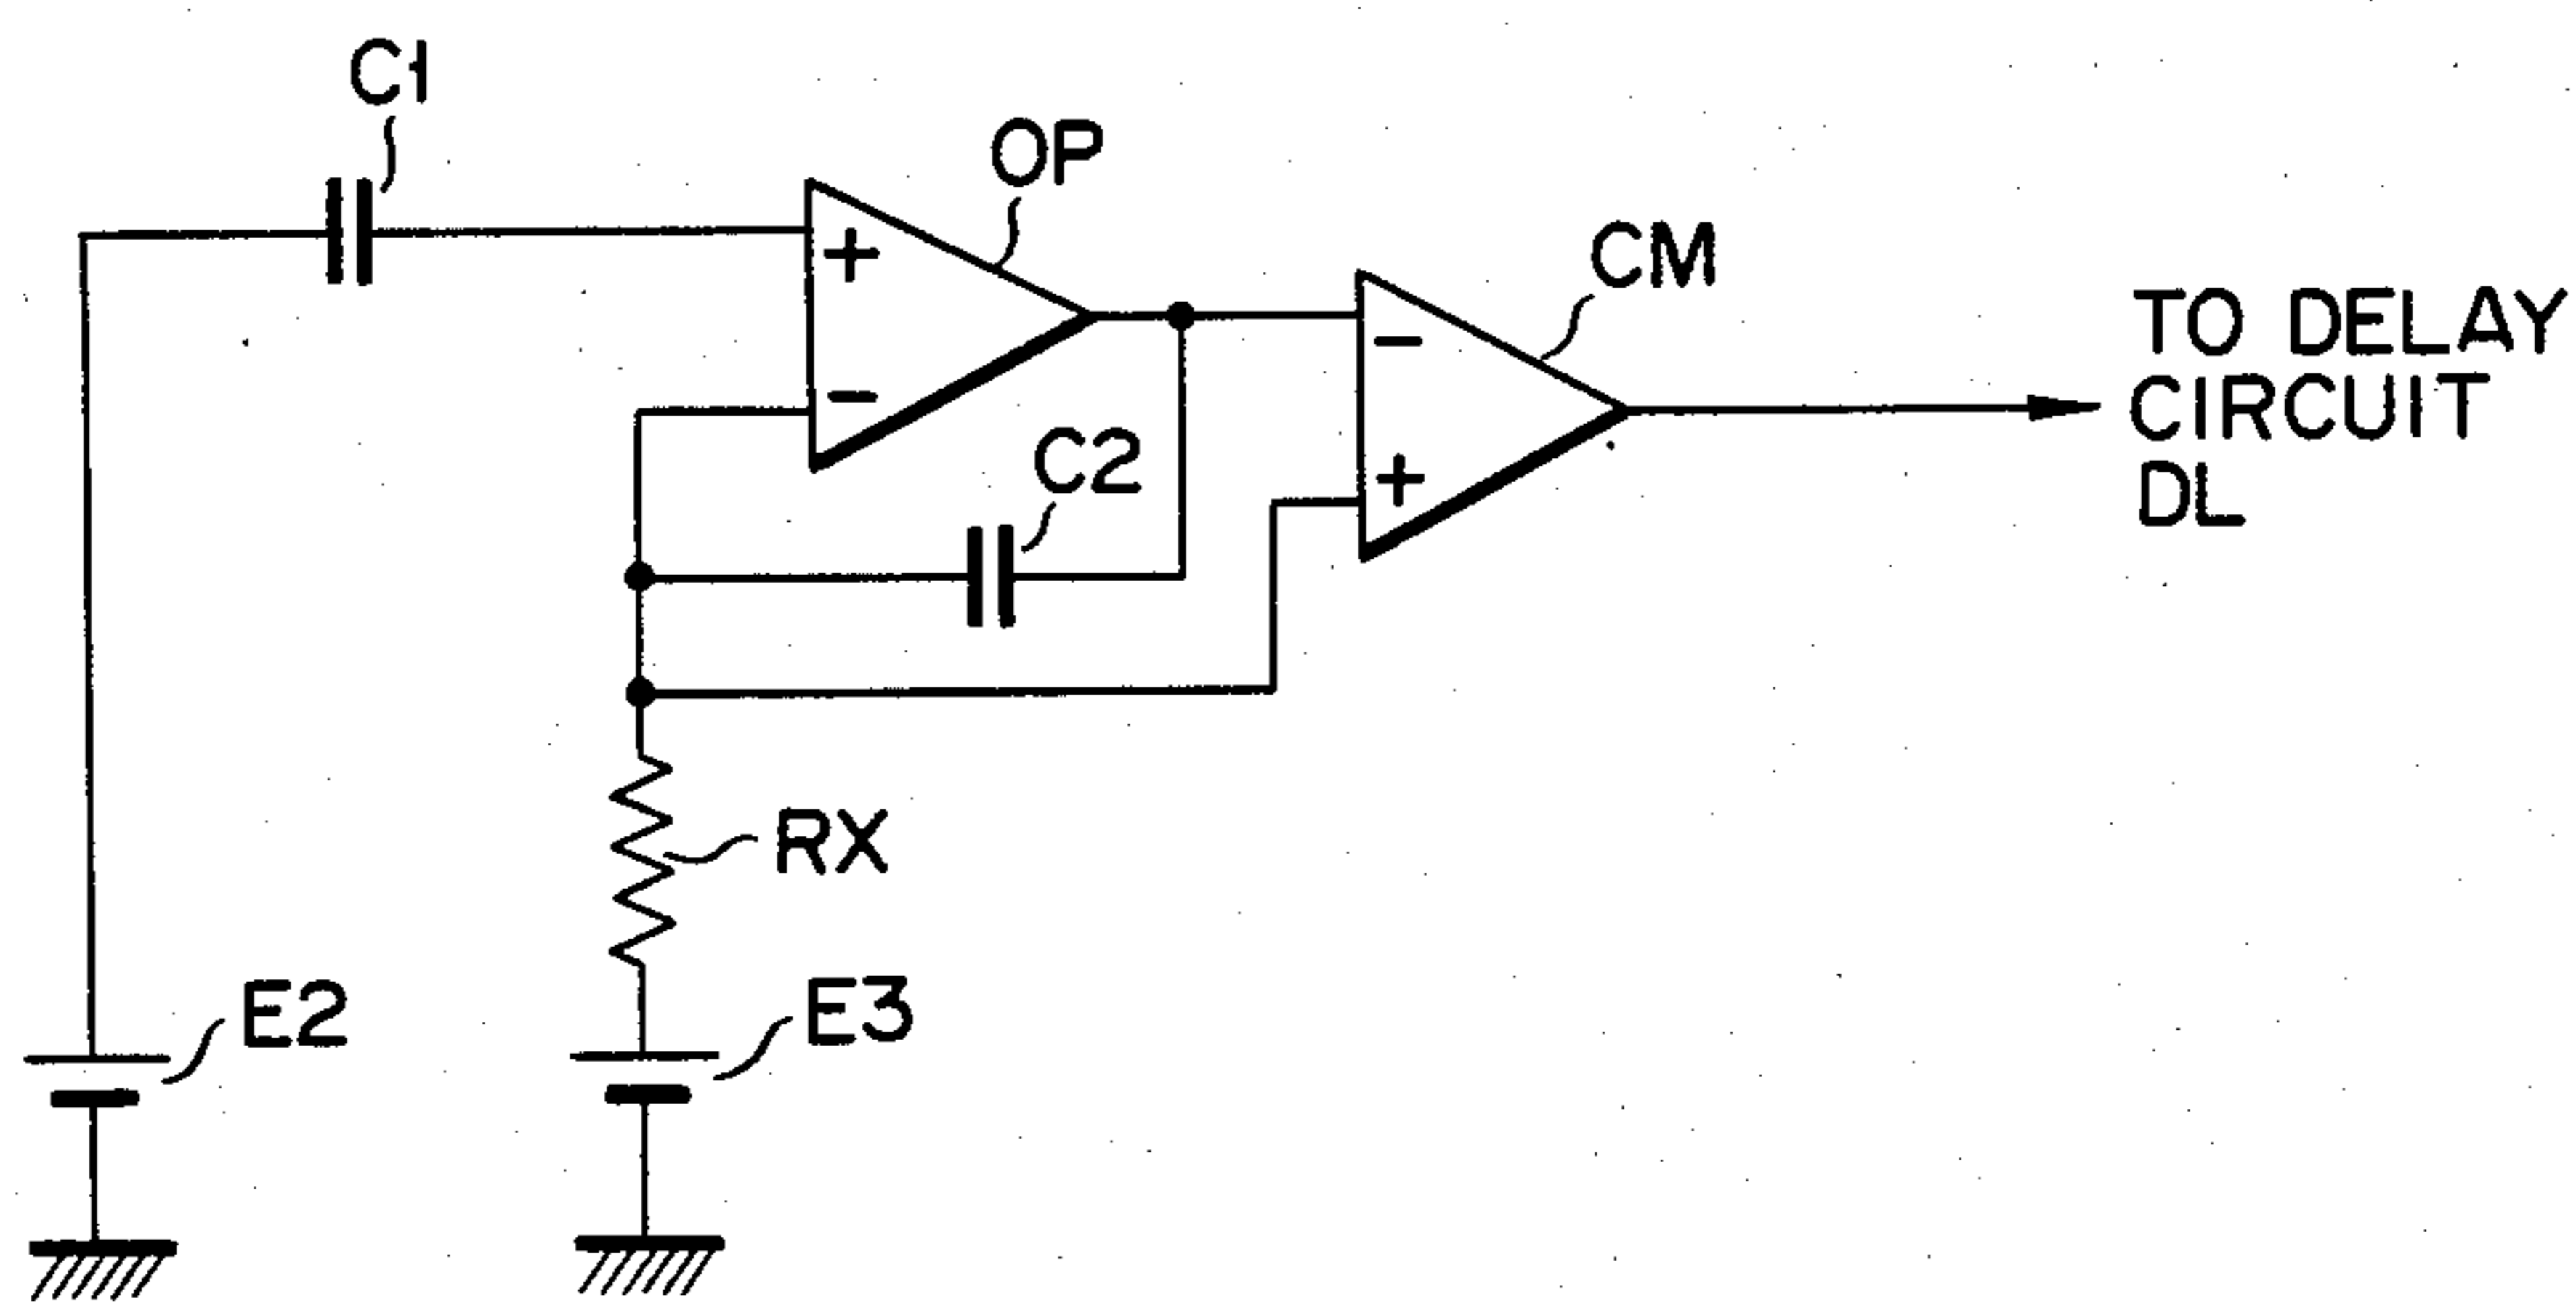 C1
OP
CM
+
−
−
+
TO DELAY
CIRCUIT
DL
C2
RX
E2
E3